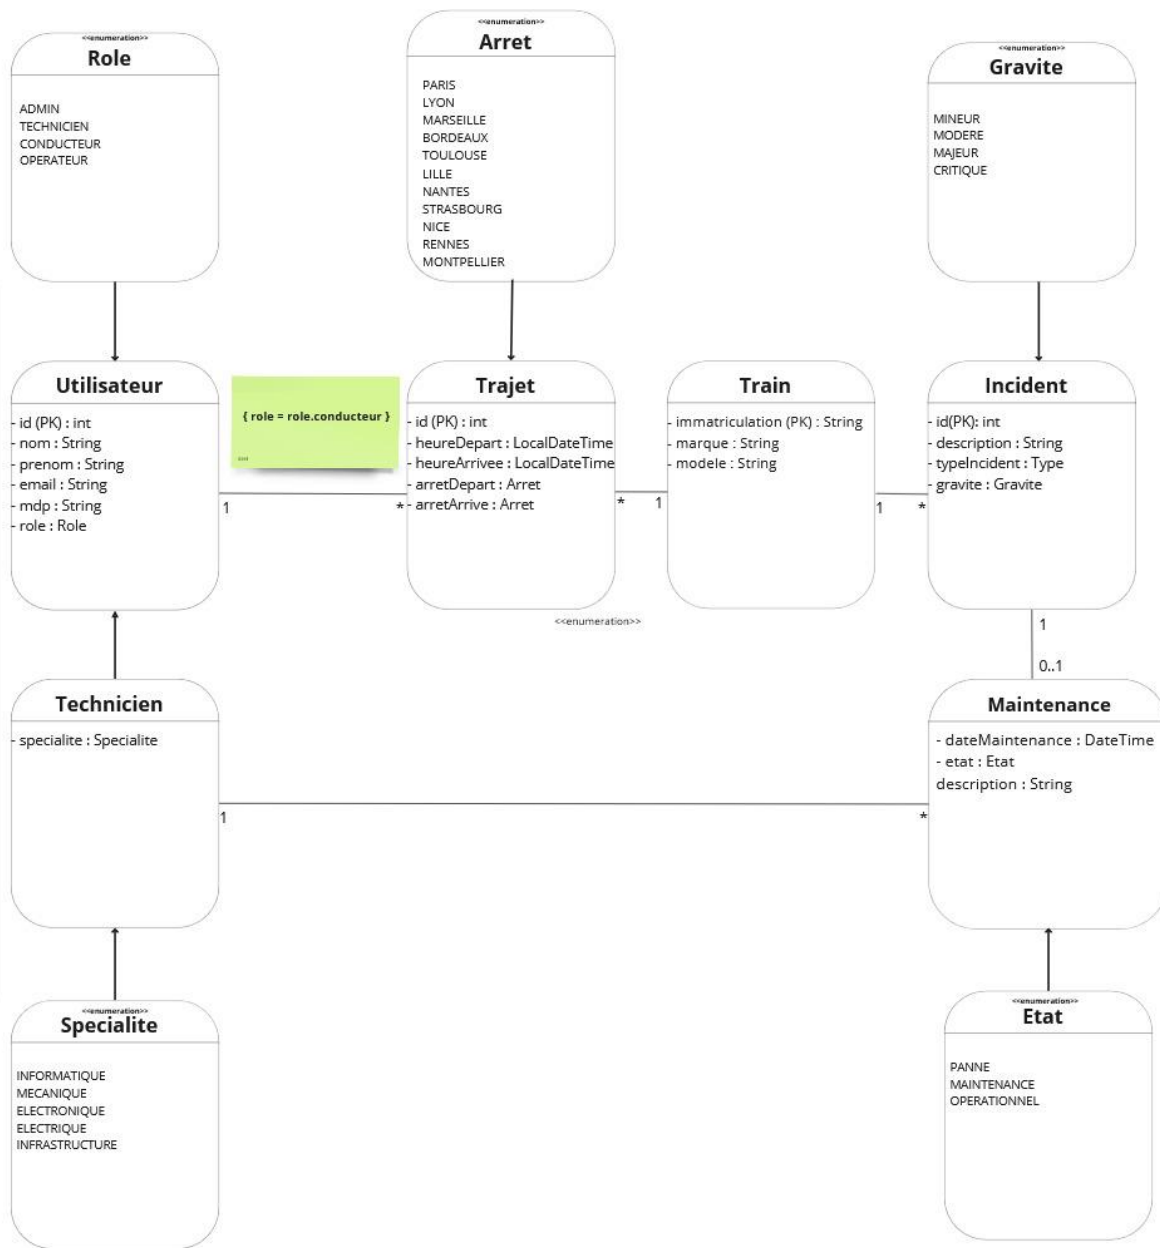 <<enumeration>>
Role
ADMIN
TECHNICIEN
CONDUCTEUR
OPERATEUR
<<enumeration>>
Arret
PARIS
LYON
MARSEILLE
BORDEAUX
TOULOUSE
LILLE
NANTES
STRASBOURG
NICE
RENNES
MONTPELLIER
<<enumeration>>
Gravite
MINEUR
MODERE
MAJEUR
CRITIQUE
Utilisateur
- id (PK) : int
- nom : String
- prenom : String
- email : String
- mdp : String
- role : Role
{ role = role.conducteur }
1
*
Trajet
- id (PK) : int
- heureDepart : LocalDateTime
- heureArrivee : LocalDateTime
- arretDepart : Arret
- arretArrive : Arret
*
1
Train
- immatriculation (PK) : String
- marque : String
- modele : String
1
*
Incident
- id(PK): int
- description : String
- typeIncident : Type
- gravite : Gravite
<<enumeration>>
1
0..1
Technicien
- specialite : Specialite
1
*
Maintenance
- dateMaintenance : DateTime
- etat : Etat
description : String
<<enumeration>>
Specialite
INFORMATIQUE
MECANIQUE
ELECTRONIQUE
ELECTRIQUE
INFRASTRUCTURE
<<enumeration>>
Etat
PANNE
MAINTENANCE
OPERATIONNEL